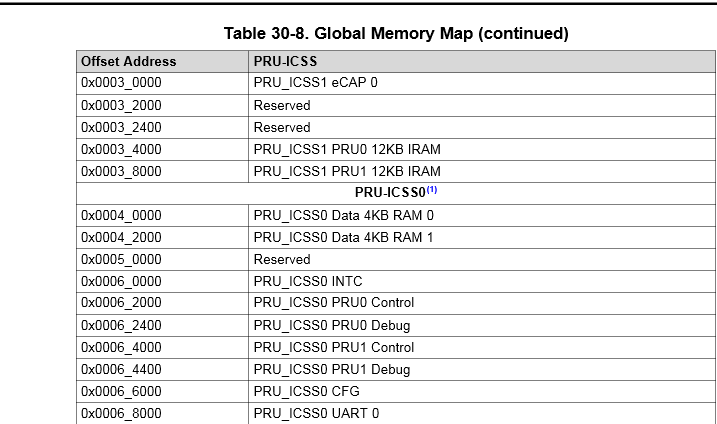 Table 30-8. Global Memory Map (continued)
Offset Address PRU-ICSS
0x0003_0000 PRU_ICSS1 eCAP 0
0x0003_2000 Reserved
0x0003_2400 Reserved
0x0003_4000 PRU_ICSS1 PRU0 12KB IRAM
0x0003_8000 PRU_ICSS1 PRU1 12KB IRAM
PRU-ICSS0(1)
0x0004_0000 PRU_ICSS0 Data 4KB RAM 0
0x0004_2000 PRU_ICSS0 Data 4KB RAM 1
0x0005_0000 Reserved
0x0006_0000 PRU_ICSS0 INTC
0x0006_2000 PRU_ICSS0 PRU0 Control
0x0006_2400 PRU_ICSS0 PRU0 Debug
0x0006_4000 PRU_ICSS0 PRU1 Control
0x0006_4400 PRU_ICSS0 PRU1 Debug
0x0006_6000 PRU_ICSS0 CFG
0x0006_8000 PRU_ICSS0 UART 0